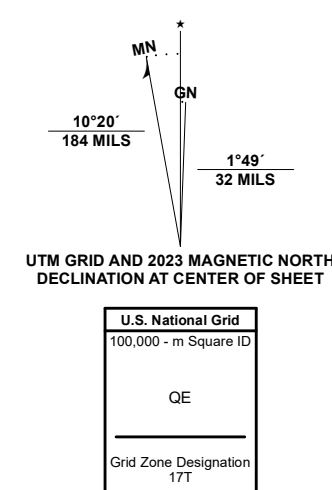 ★
MN
GN
10°20´
184 MILS
1°49´
32 MILS
UTM GRID AND 2023 MAGNETIC NORTH
DECLINATION AT CENTER OF SHEET
U.S. National Grid
100,000 - m Square ID
QE
Grid Zone Designation
17T